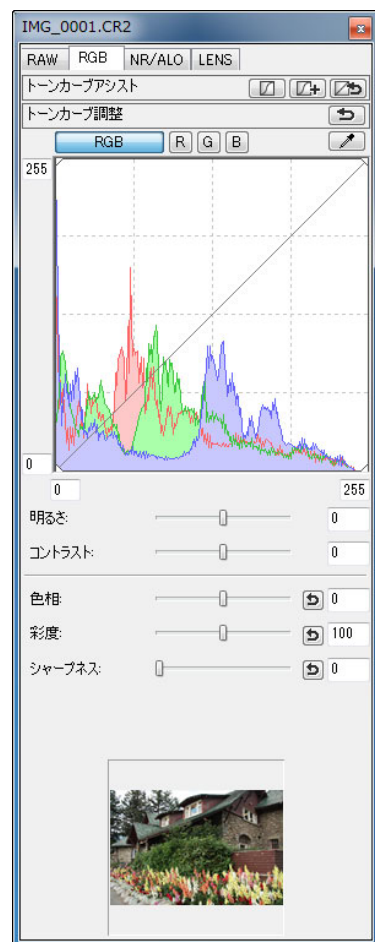 IMG_0001.CR2
RAW RGB NR/ALO LENS
トーンカーブアシスト
トーンカーブ調整
RGB R G B
255
0
0 255
明るさ: 0
コントラスト: 0
色相: 0
彩度: 100
シャープネス: 0